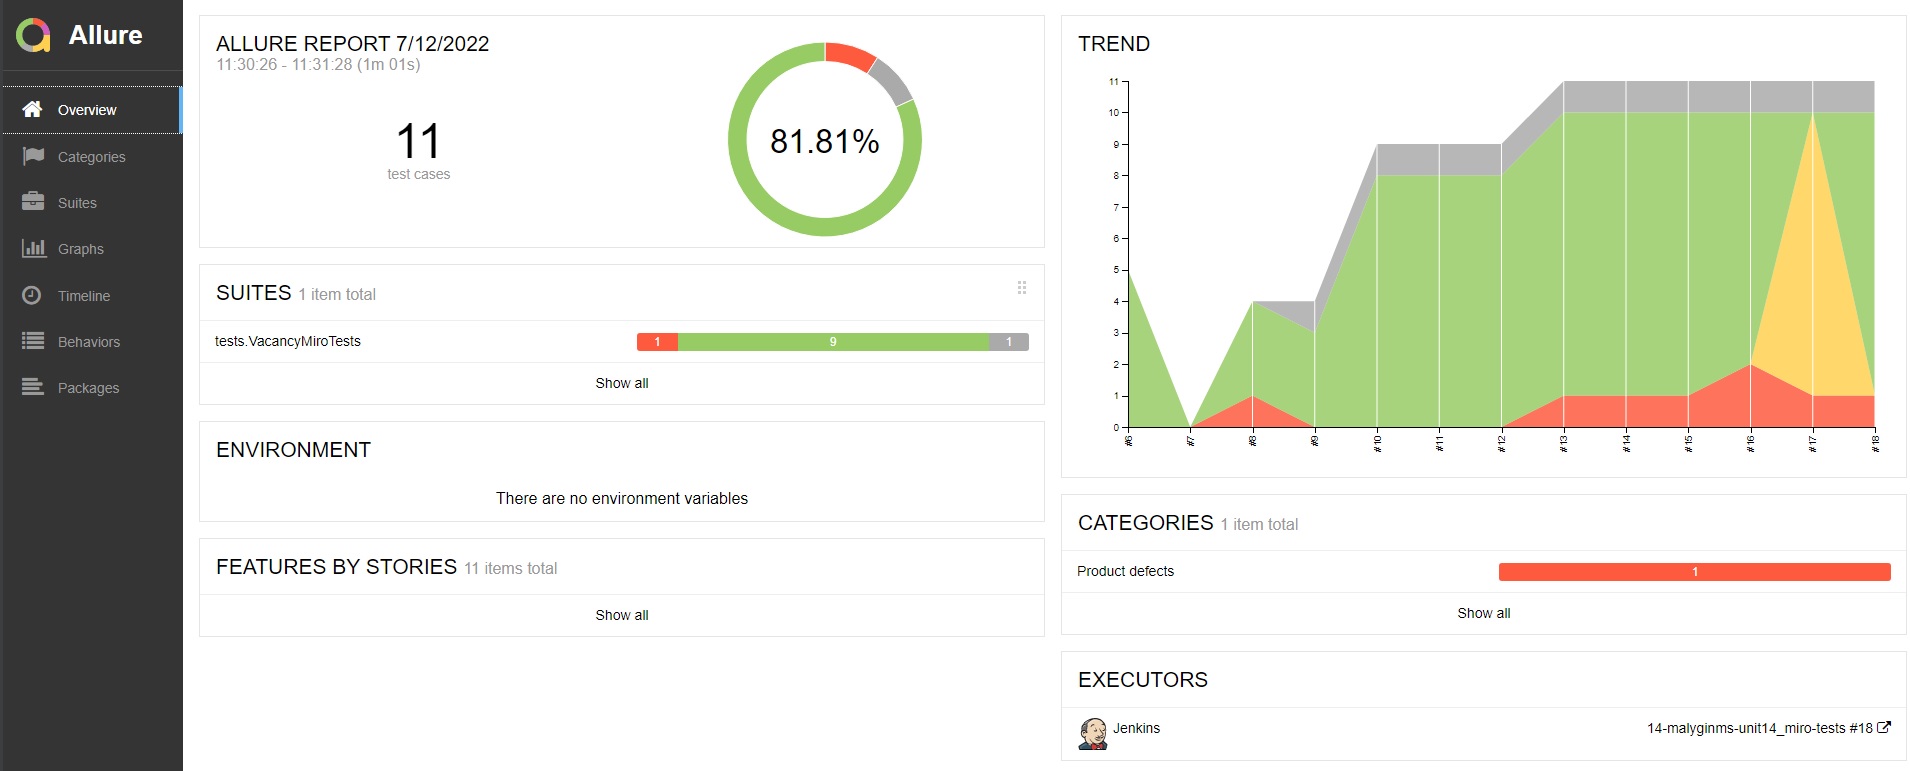 Allure
Overview
Categories
Suites
Graphs
Timeline
Behaviors
Packages
ALLURE REPORT 7/12/2022
11:30:26 - 11:31:28 (1m 01s)
11
test cases
81.81%
SUITES 1 item total
tests.VacancyMiroTests
1 9 1
Show all
ENVIRONMENT
There are no environment variables
FEATURES BY STORIES 11 items total
Show all
TREND
11
10
9
8
7
6
5
4
3
2
1
0
#6 #7 #8 #9 #10 #11 #12 #13 #14 #15 #16 #17 #18
CATEGORIES 1 item total
Product defects 1
Show all
EXECUTORS
Jenkins 14-malyginms-unit14_miro-tests #18